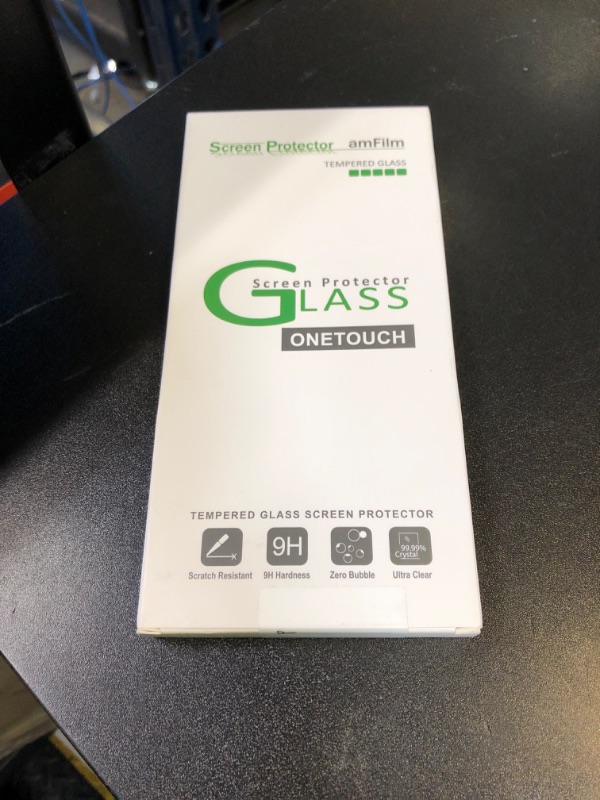 Screen Protector amFilm
TEMPERED GLASS
Screen Protector
GLASS
ONETOUCH
TEMPERED GLASS SCREEN PROTECTOR
9H
99.99%
Crystal
Scratch Resistant 9H Hardness Zero Bubble Ultra Clear